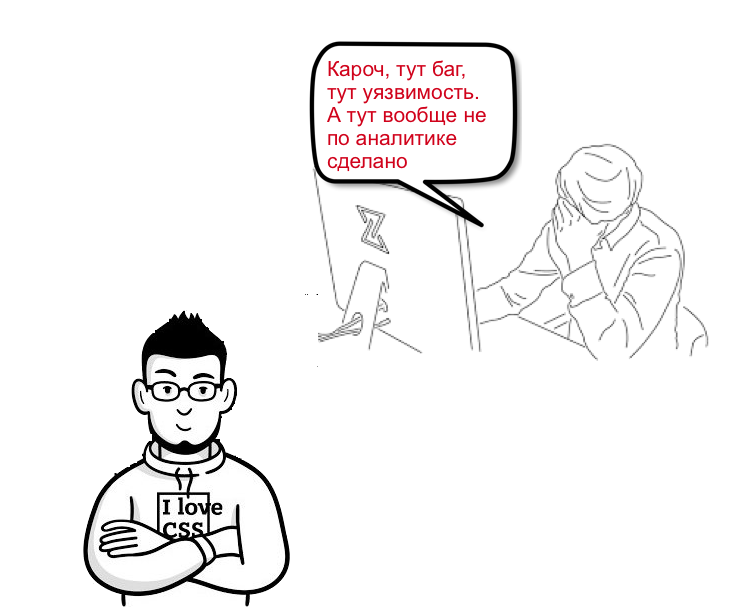 Кароч, тут баг,
тут уязвимость.
А тут вообще не
по аналитике
сделано
I love
CSS